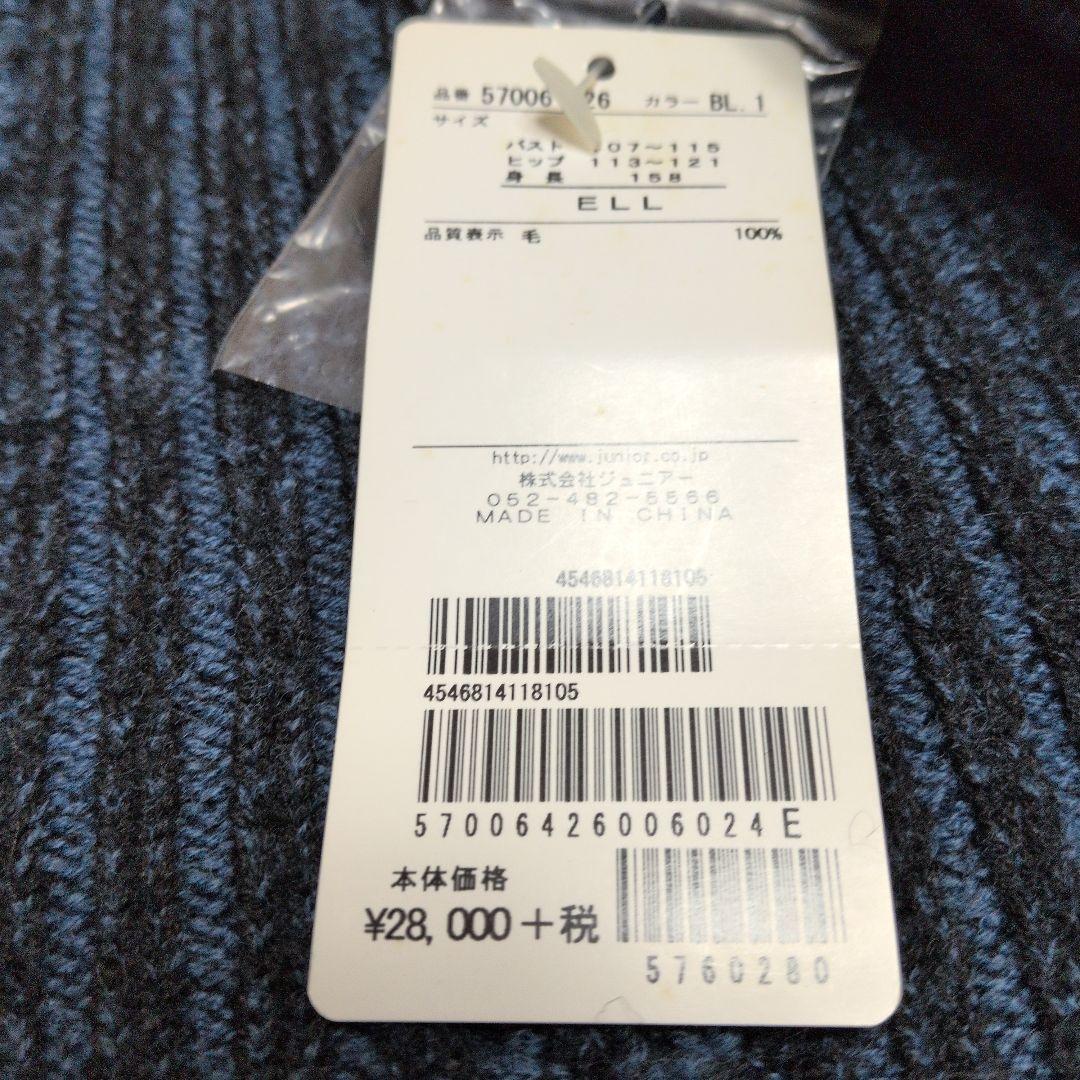 品番 57006 26 カラー BL.1
サイズ
バスト 07～115
ヒップ 113～121
身長 158
ELL
品質表示 毛 100%
http://www.junior.co.jp
株式会社ジュニアー
052-482-5566
MADE IN CHINA
4546814118105
4546814118105
57006426006024E
本体価格
¥28,000+税
5760280